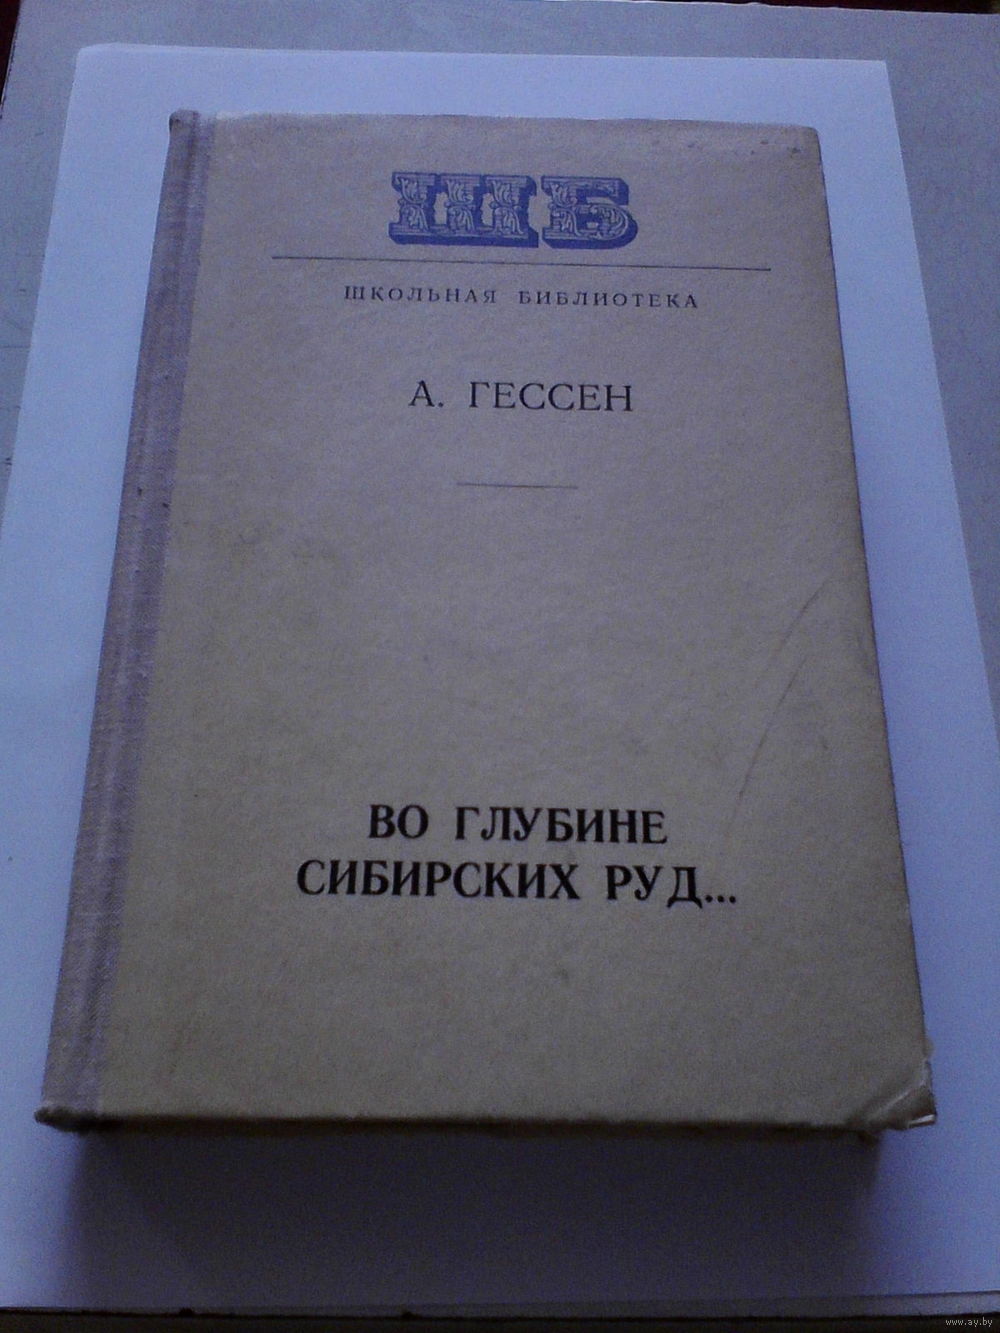 ШБ
ШКОЛЬНАЯ БИБЛИОТЕКА
А. ГЕССЕН
ВО ГЛУБИНЕ
СИБИРСКИХ РУД...
www.ay.by